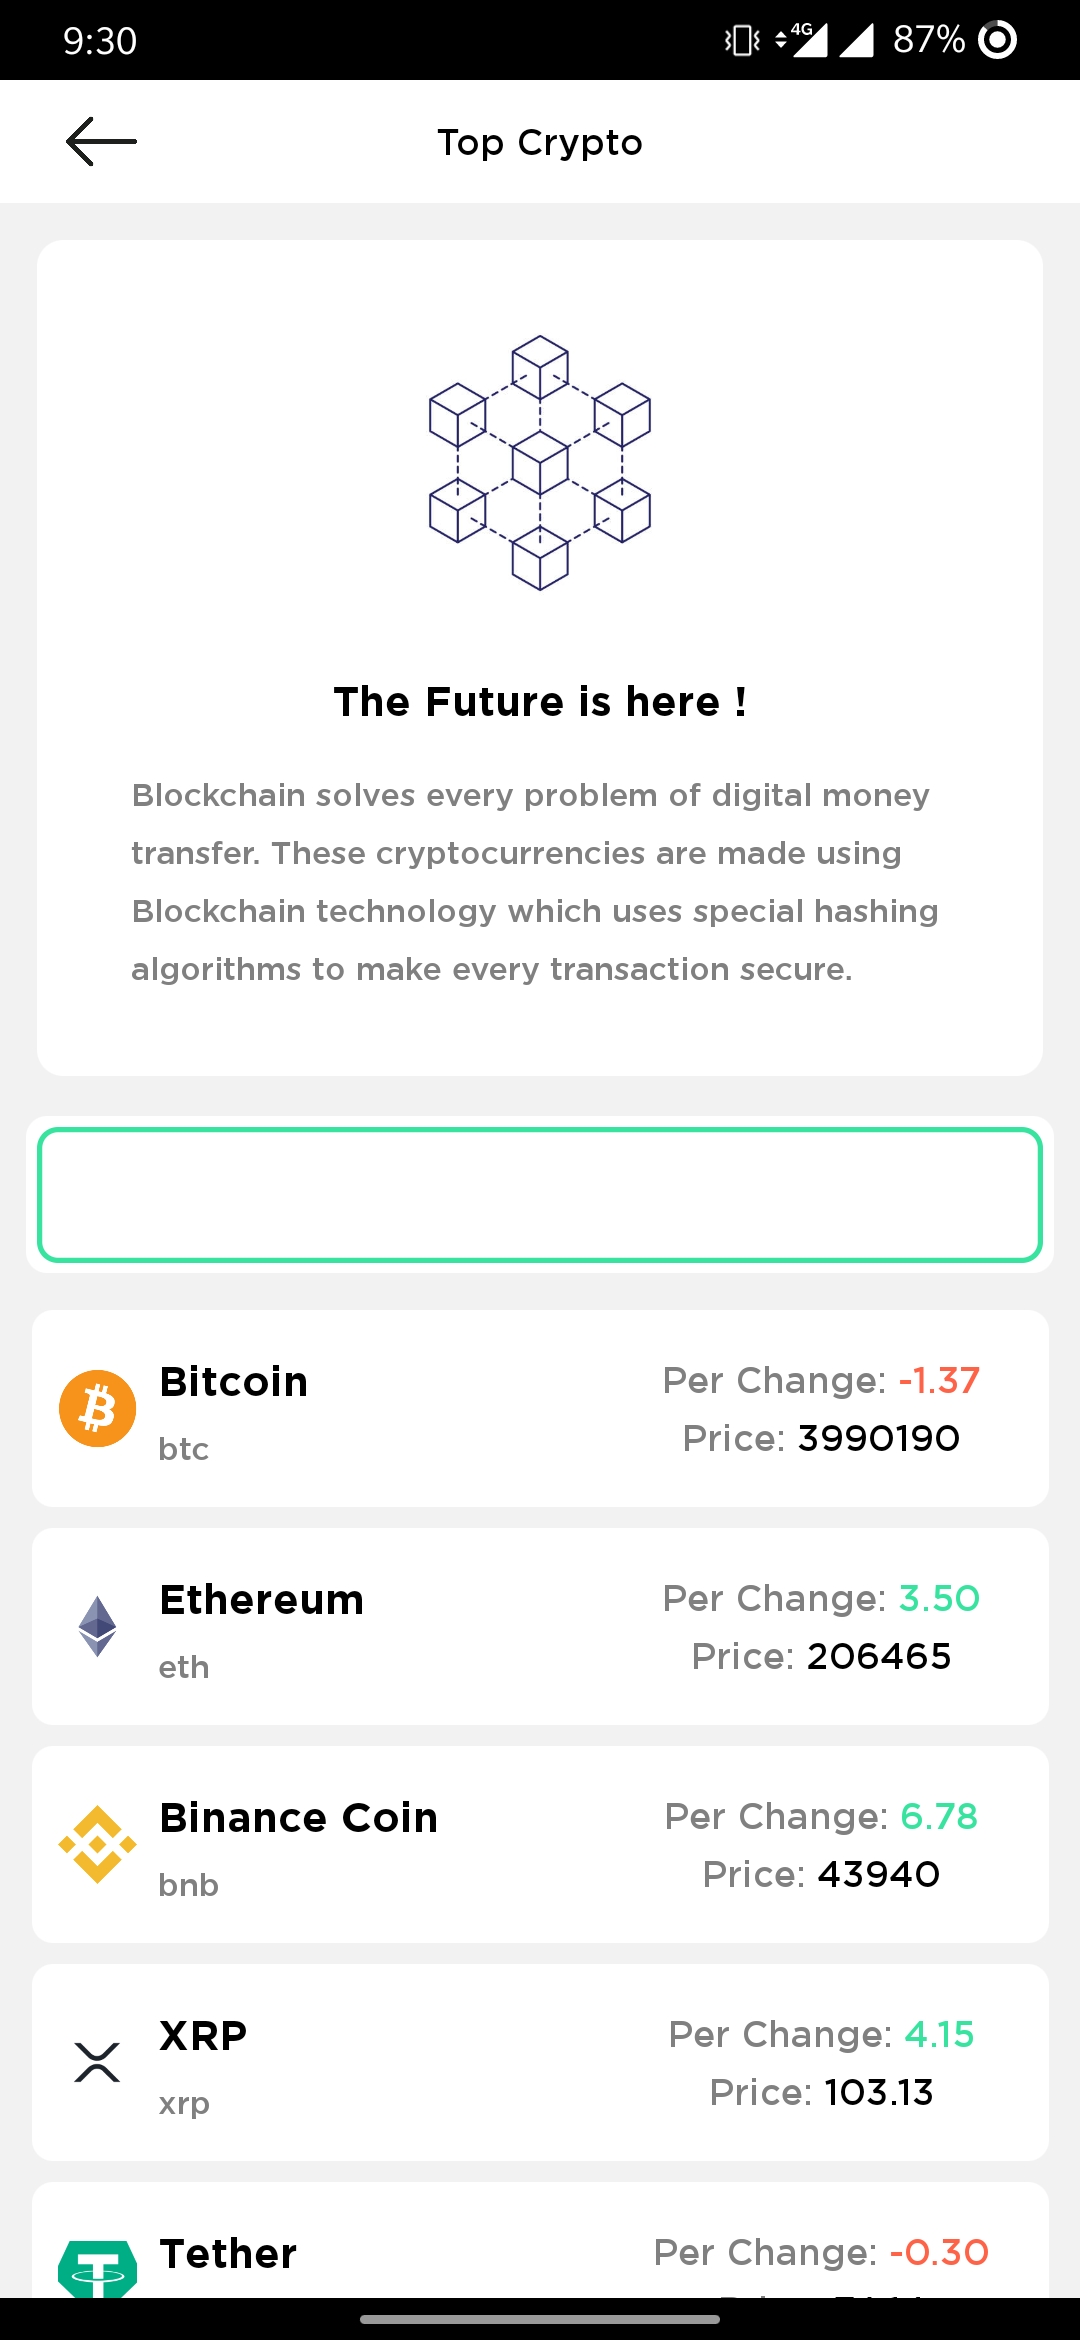 9:30
4G
87%
Top Crypto
The Future is here !
Blockchain solves every problem of digital money
transfer. These cryptocurrencies are made using
Blockchain technology which uses special hashing
algorithms to make every transaction secure.
Bitcoin
btc
Per Change: -1.37
Price: 3990190
Ethereum
eth
Per Change: 3.50
Price: 206465
Binance Coin
bnb
Per Change: 6.78
Price: 43940
XRP
xrp
Per Change: 4.15
Price: 103.13
Tether
Per Change: -0.30